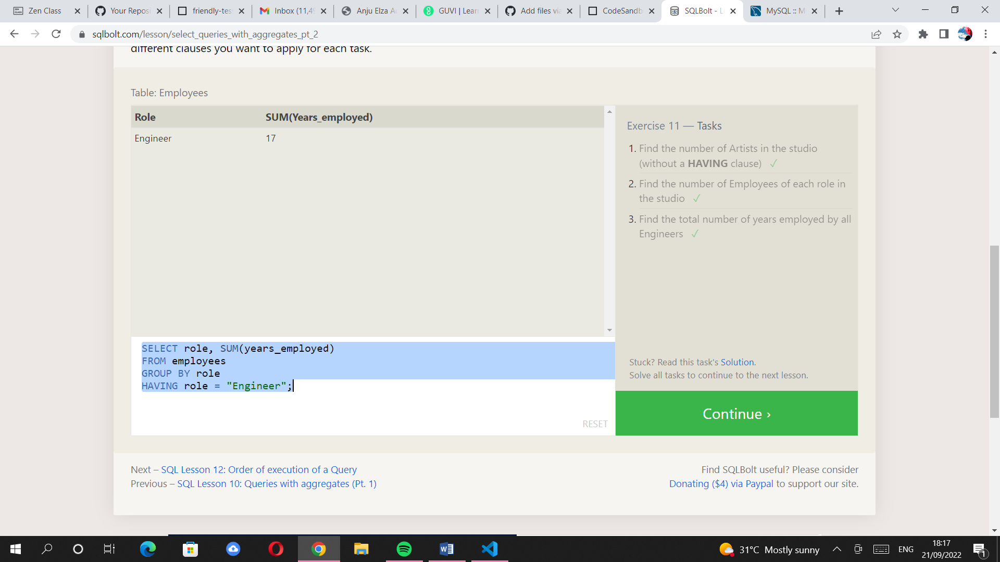 Zen Class
Your Reposi
friendly-tes
Inbox (11,49
Anju Elza Ac
GUVI | Learn
Add files via
CodeSandb
SQLBolt - Le
MySQL :: M
sqlbolt.com/lesson/select_queries_with_aggregates_pt_2
different clauses you want to apply for each task.
Table: Employees
Role SUM(Years_employed)
Engineer 17
Exercise 11 — Tasks
1. Find the number of Artists in the studio
(without a HAVING clause) ✓
2. Find the number of Employees of each role in
the studio ✓
3. Find the total number of years employed by all
Engineers ✓
SELECT role, SUM(years_employed)
FROM employees
GROUP BY role
HAVING role = "Engineer";
RESET
Stuck? Read this task's Solution.
Solve all tasks to continue to the next lesson.
Continue ›
Next – SQL Lesson 12: Order of execution of a Query
Previous – SQL Lesson 10: Queries with aggregates (Pt. 1)
Find SQLBolt useful? Please consider
Donating ($4) via Paypal to support our site.
31°C Mostly sunny
ENG
18:17
21/09/2022
1